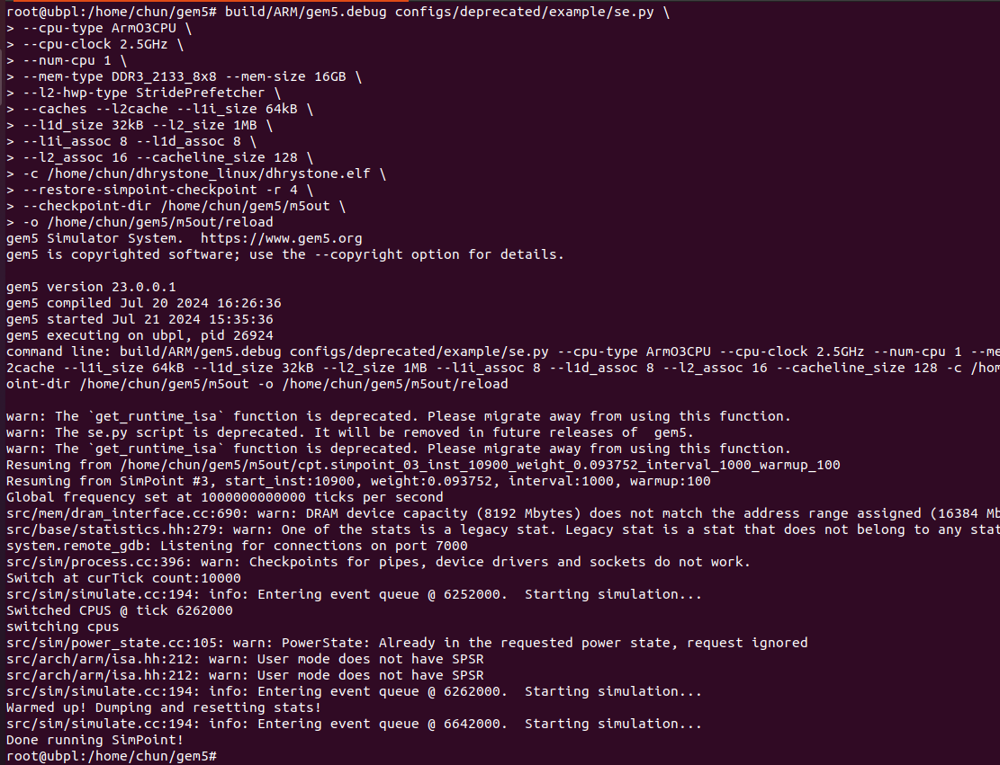 root@ubpl:/home/chun/gem5# build/ARM/gem5.debug configs/deprecated/example/se.py \
> --cpu-type ArmO3CPU \
> --cpu-clock 2.5GHz \
> --num-cpu 1 \
> --mem-type DDR3_2133_8x8 --mem-size 16GB \
> --l2-hwp-type StridePrefetcher \
> --caches --l2cache --l1i_size 64kB \
> --l1d_size 32kB --l2_size 1MB \
> --l1i_assoc 8 --l1d_assoc 8 \
> --l2_assoc 16 --cacheline_size 128 \
> -c /home/chun/dhrystone_linux/dhrystone.elf \
> --restore-simpoint-checkpoint -r 4 \
> --checkpoint-dir /home/chun/gem5/m5out \
> -o /home/chun/gem5/m5out/reload
gem5 Simulator System.  https://www.gem5.org
gem5 is copyrighted software; use the --copyright option for details.

gem5 version 23.0.0.1
gem5 compiled Jul 20 2024 16:26:36
gem5 started Jul 21 2024 15:35:36
gem5 executing on ubpl, pid 26924
command line: build/ARM/gem5.debug configs/deprecated/example/se.py --cpu-type ArmO3CPU --cpu-clock 2.5GHz --num-cpu 1 --me
2cache --l1i_size 64kB --l1d_size 32kB --l2_size 1MB --l1i_assoc 8 --l1d_assoc 8 --l2_assoc 16 --cacheline_size 128 -c /hom
oint-dir /home/chun/gem5/m5out -o /home/chun/gem5/m5out/reload

warn: The `get_runtime_isa` function is deprecated. Please migrate away from using this function.
warn: The se.py script is deprecated. It will be removed in future releases of  gem5.
warn: The `get_runtime_isa` function is deprecated. Please migrate away from using this function.
Resuming from /home/chun/gem5/m5out/cpt.simpoint_03_inst_10900_weight_0.093752_interval_1000_warmup_100
Resuming from SimPoint #3, start_inst:10900, weight:0.093752, interval:1000, warmup:100
Global frequency set at 1000000000000 ticks per second
src/mem/dram_interface.cc:690: warn: DRAM device capacity (8192 Mbytes) does not match the address range assigned (16384 Mb
src/base/statistics.hh:279: warn: One of the stats is a legacy stat. Legacy stat is a stat that does not belong to any stat
system.remote_gdb: Listening for connections on port 7000
src/sim/process.cc:396: warn: Checkpoints for pipes, device drivers and sockets do not work.
Switch at curTick count:10000
src/sim/simulate.cc:194: info: Entering event queue @ 6252000.  Starting simulation...
Switched CPUS @ tick 6262000
switching cpus
src/sim/power_state.cc:105: warn: PowerState: Already in the requested power state, request ignored
src/arch/arm/isa.hh:212: warn: User mode does not have SPSR
src/arch/arm/isa.hh:212: warn: User mode does not have SPSR
src/sim/simulate.cc:194: info: Entering event queue @ 6262000.  Starting simulation...
Warmed up! Dumping and resetting stats!
src/sim/simulate.cc:194: info: Entering event queue @ 6642000.  Starting simulation...
Done running SimPoint!
root@ubpl:/home/chun/gem5#